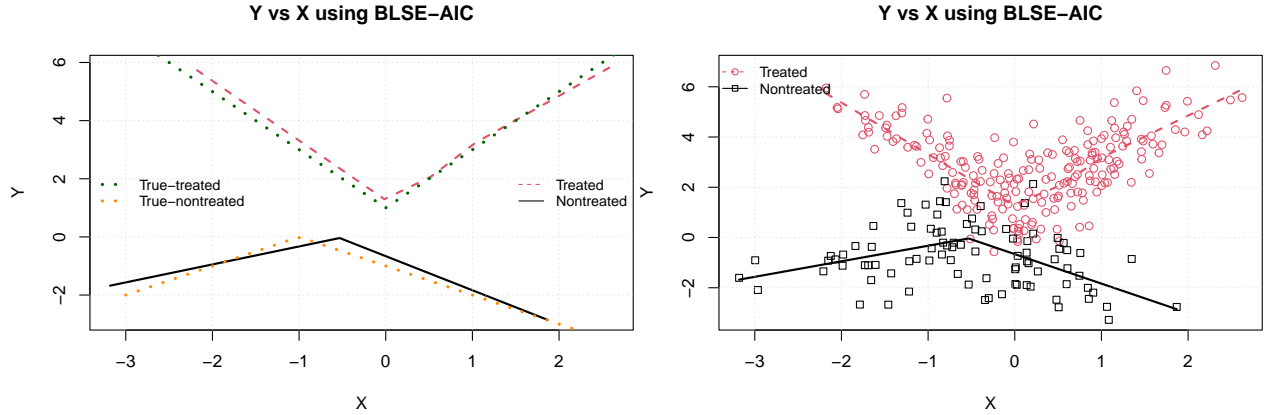 Y vs X using BLSE−AIC
6
4
2
0
−2
Y
True−treated
True−nontreated
Treated
Nontreated
−3 −2 −1 0 1 2
X
Y vs X using BLSE−AIC
Treated
Nontreated
6
4
2
0
−2
Y
−3 −2 −1 0 1 2
X